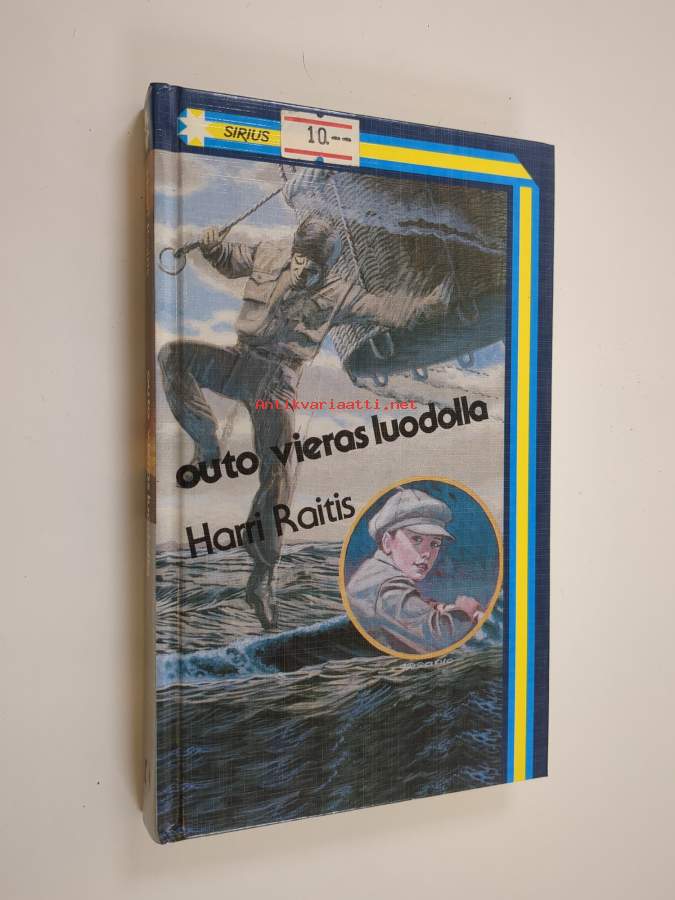 SIRIUS
10.--
Antikvariaatti.net
outo vieras luodolla
Harri Raitis